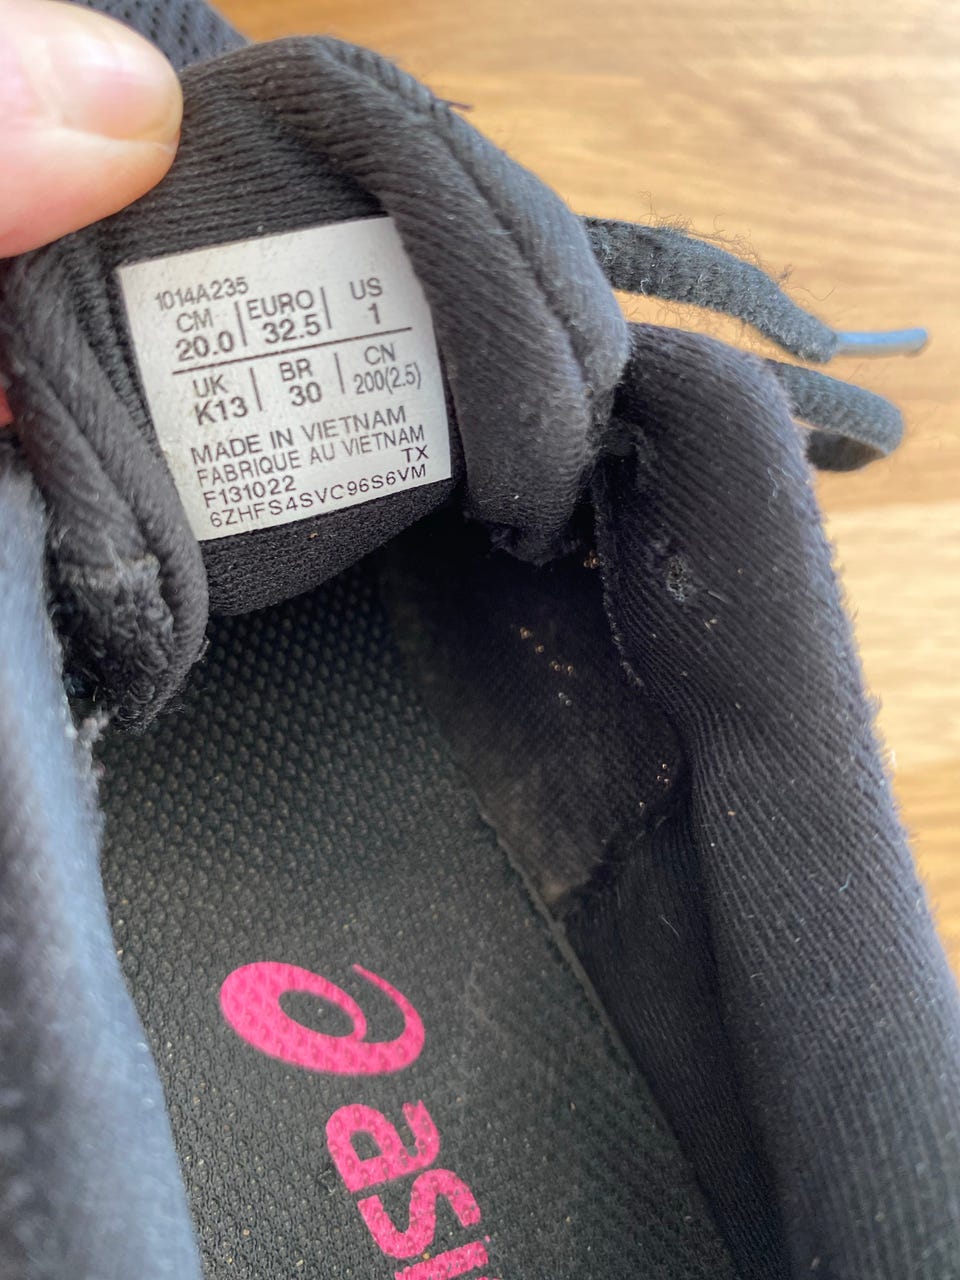 1014A235
CM EURO US
20.0 32.5 1
UK BR CN
K13 30 200(2.5)
MADE IN VIETNAM
FABRIQUE AU VIETNAM
F131022 TX
6ZHFS4SVC96S6VM
asi